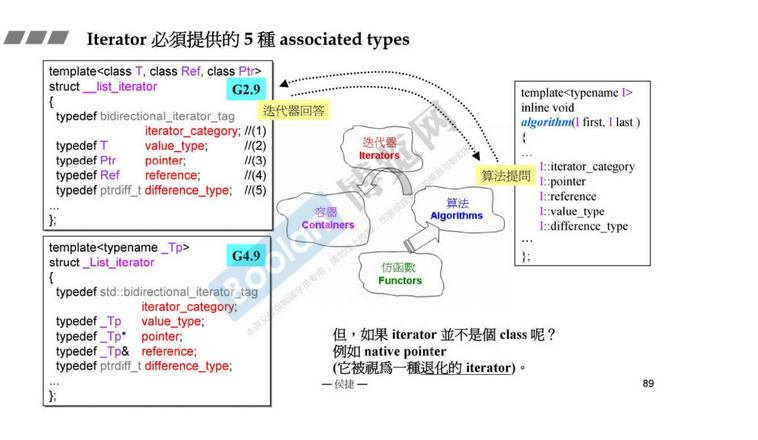 Iterator 必須提供的 5 種 associated types
template<class T, class Ref, class Ptr>
struct __list_iterator
{
typedef bidirectional_iterator_tag
iterator_category; //(1)
typedef T value_type; //(2)
typedef Ptr pointer; //(3)
typedef Ref reference; //(4)
typedef ptrdiff_t difference_type; //(5)
...
};
G2.9
template<typename _Tp>
struct _List_iterator
{
typedef std::bidirectional_iterator_tag
iterator_category;
typedef _Tp value_type;
typedef _Tp* pointer;
typedef _Tp& reference;
typedef ptrdiff_t difference_type;
...
};
G4.9
迭代器回答
迭代器
Iterators
容器
Containers
算法
Algorithms
仿函數
Functors
算法提問
template<typename I>
inline void
algorithm(I first, I last )
{
...
I::iterator_category
I::pointer
I::reference
I::value_type
I::difference_type
...
};
但，如果 iterator 並不是個 class 呢？
例如 native pointer
(它被視爲一種退化的 iterator)。
— 侯捷 —
89
Boolan
博览网